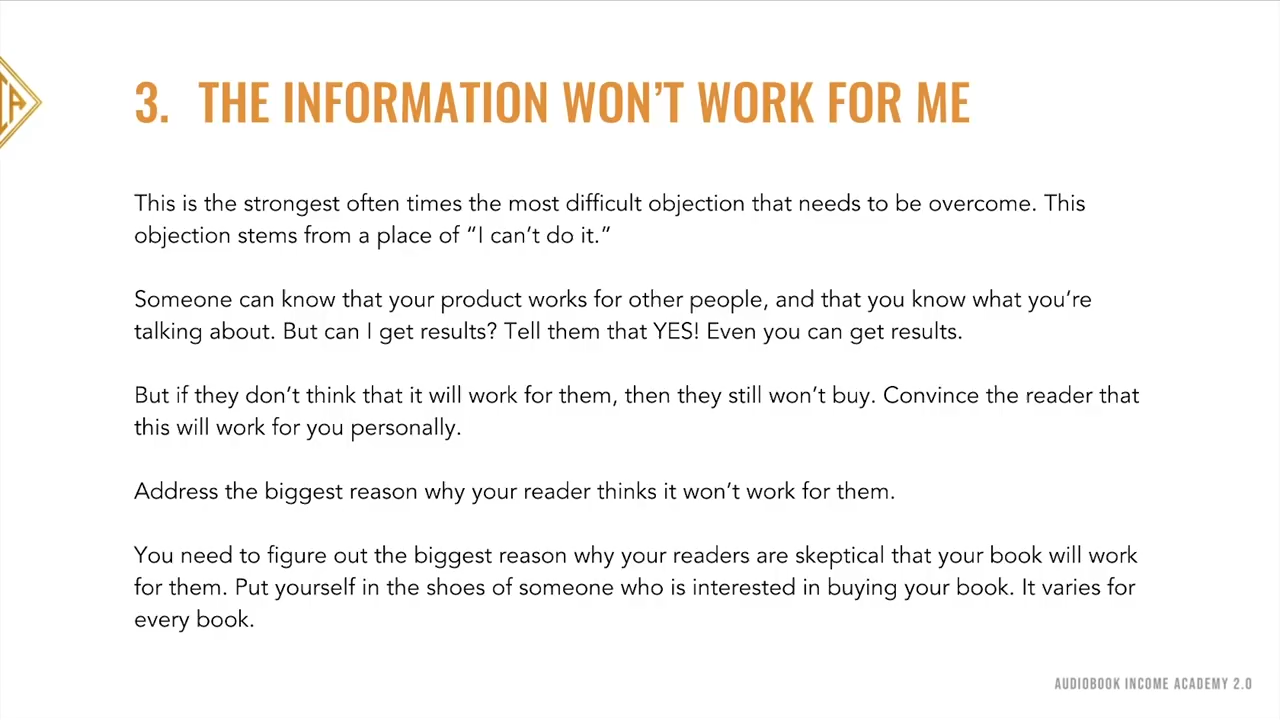 3. THE INFORMATION WON’T WORK FOR ME
This is the strongest often times the most difficult objection that needs to be overcome. This
objection stems from a place of “I can’t do it.”
Someone can know that your product works for other people, and that you know what you’re
talking about. But can I get results? Tell them that YES! Even you can get results.
But if they don’t think that it will work for them, then they still won’t buy. Convince the reader that
this will work for you personally.
Address the biggest reason why your reader thinks it won’t work for them.
You need to figure out the biggest reason why your readers are skeptical that your book will work
for them. Put yourself in the shoes of someone who is interested in buying your book. It varies for
every book.
AUDIOBOOK INCOME ACADEMY 2.0